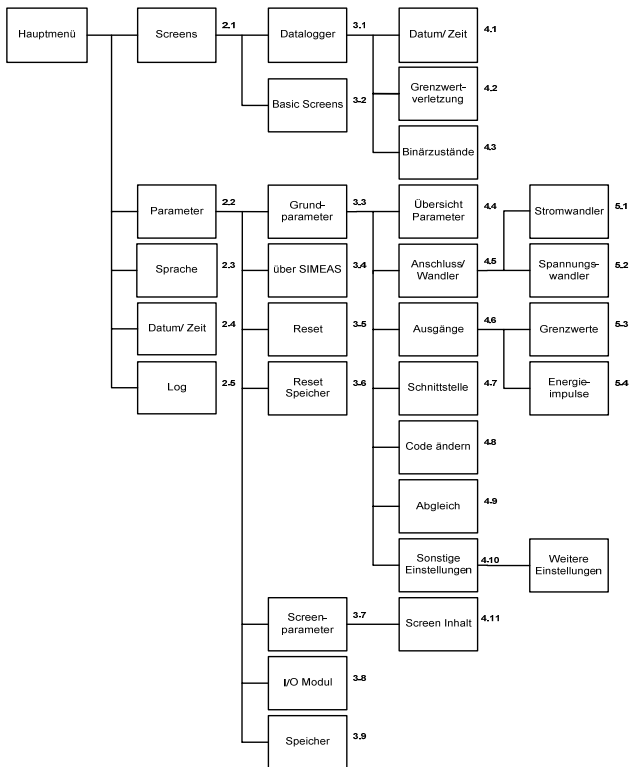 Hauptmenü
Screens
2.1
Datalogger
3.1
Datum/ Zeit
4.1
Basic Screens
3.2
Grenzwert-
verletzung
4.2
Binärzustände
4.3
Parameter
2.2
Grund-
parameter
3.3
Übersicht
Parameter
4.4
Stromwandler
5.1
Sprache
2.3
über SIMEAS
3.4
Anschluss/
Wandler
4.5
Spannungs-
wandler
5.2
Datum/ Zeit
2.4
Reset
3.5
Ausgänge
4.6
Grenzwerte
5.3
Log
2.5
Reset
Speicher
3.6
Schnittstelle
4.7
Energie-
impulse
5.4
Code ändern
4.8
Abgleich
4.9
Sonstige
Einstellungen
4.10
Weitere
Einstellungen
Screen-
parameter
3.7
Screen Inhalt
4.11
I/O Modul
3.8
Speicher
3.9